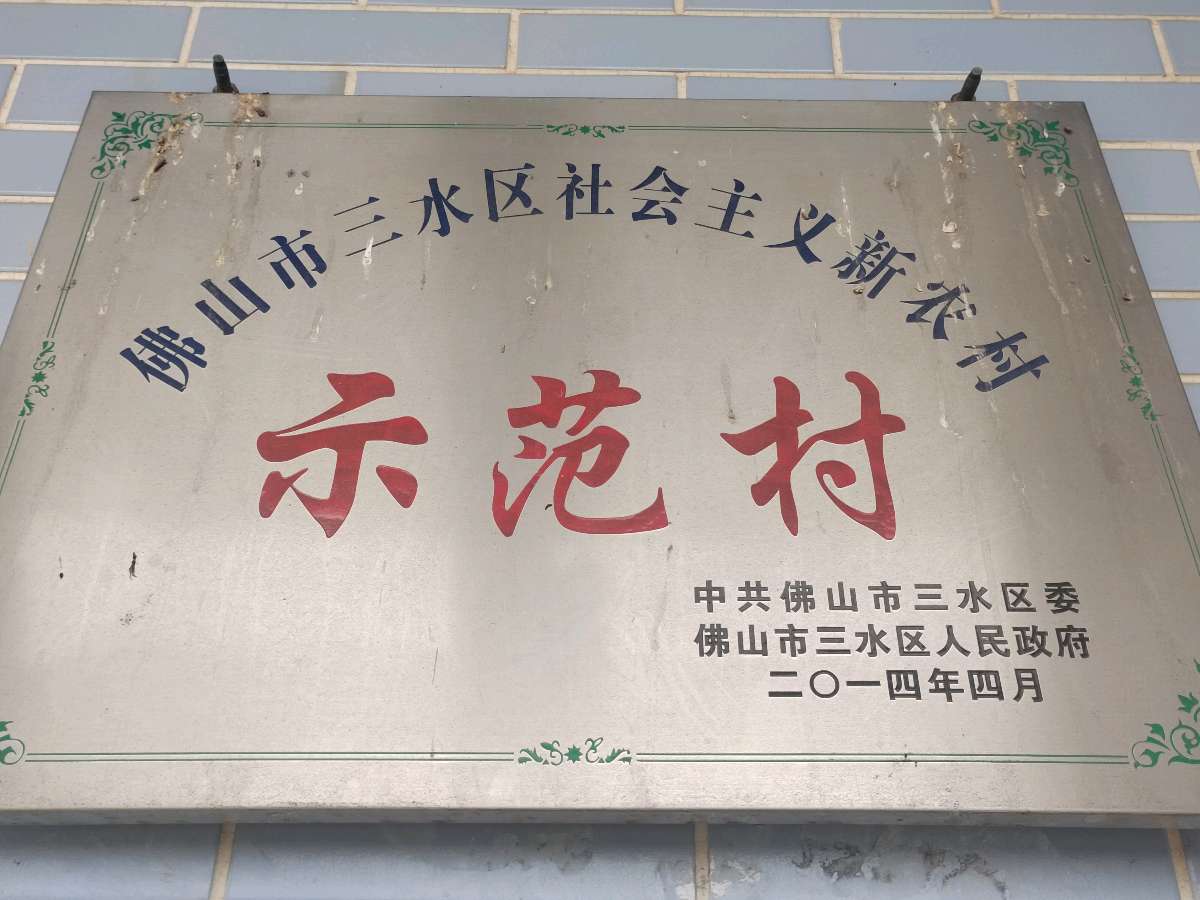 佛山市三水区社会主义新农村
示范村
中共佛山市三水区委
佛山市三水区人民政府
二〇一四年四月